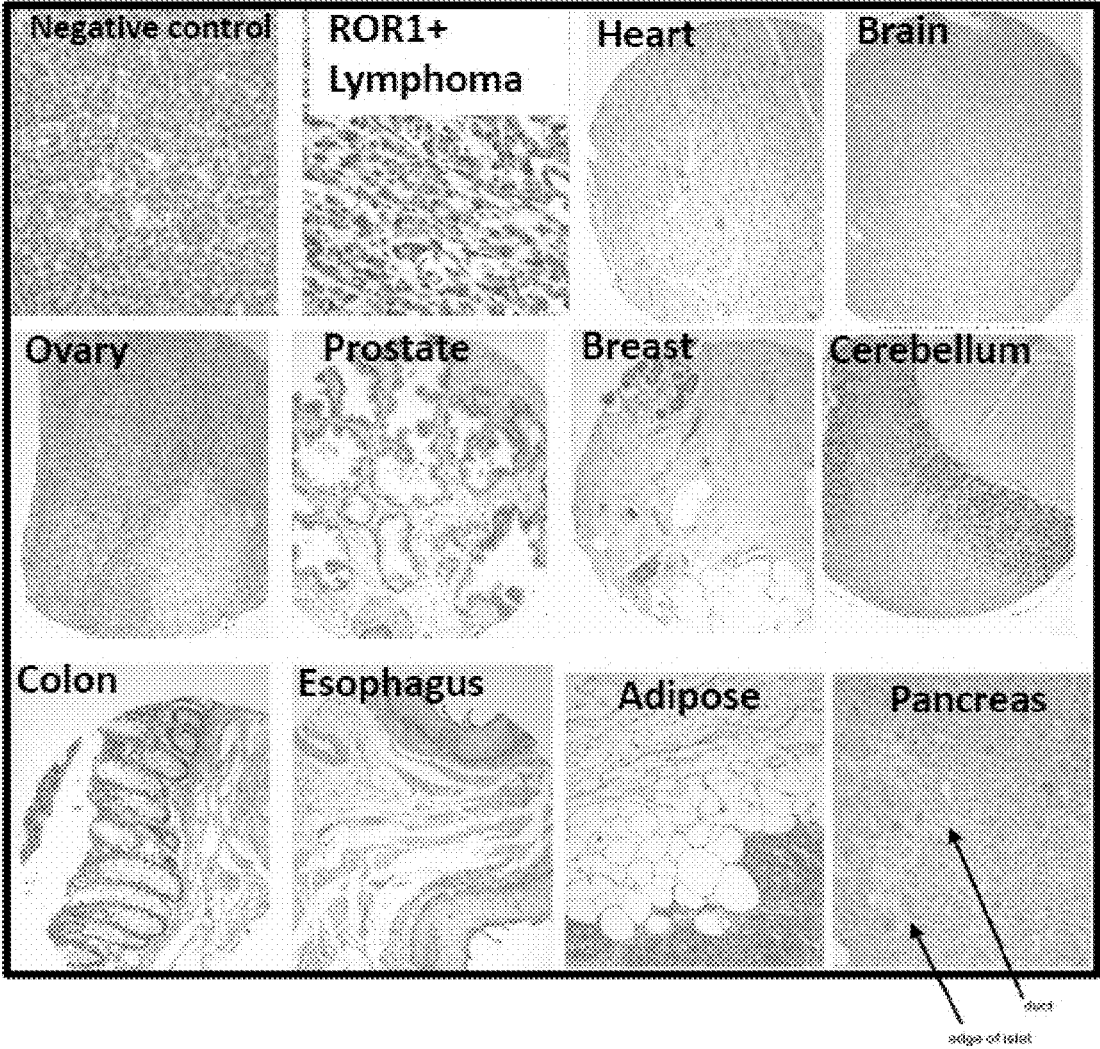 Negative control
ROR1+
Lymphoma
Heart
Brain
Ovary
Prostate
Breast
Cerebellum
Colon
Esophagus
Adipose
Pancreas
duct
edge of islet